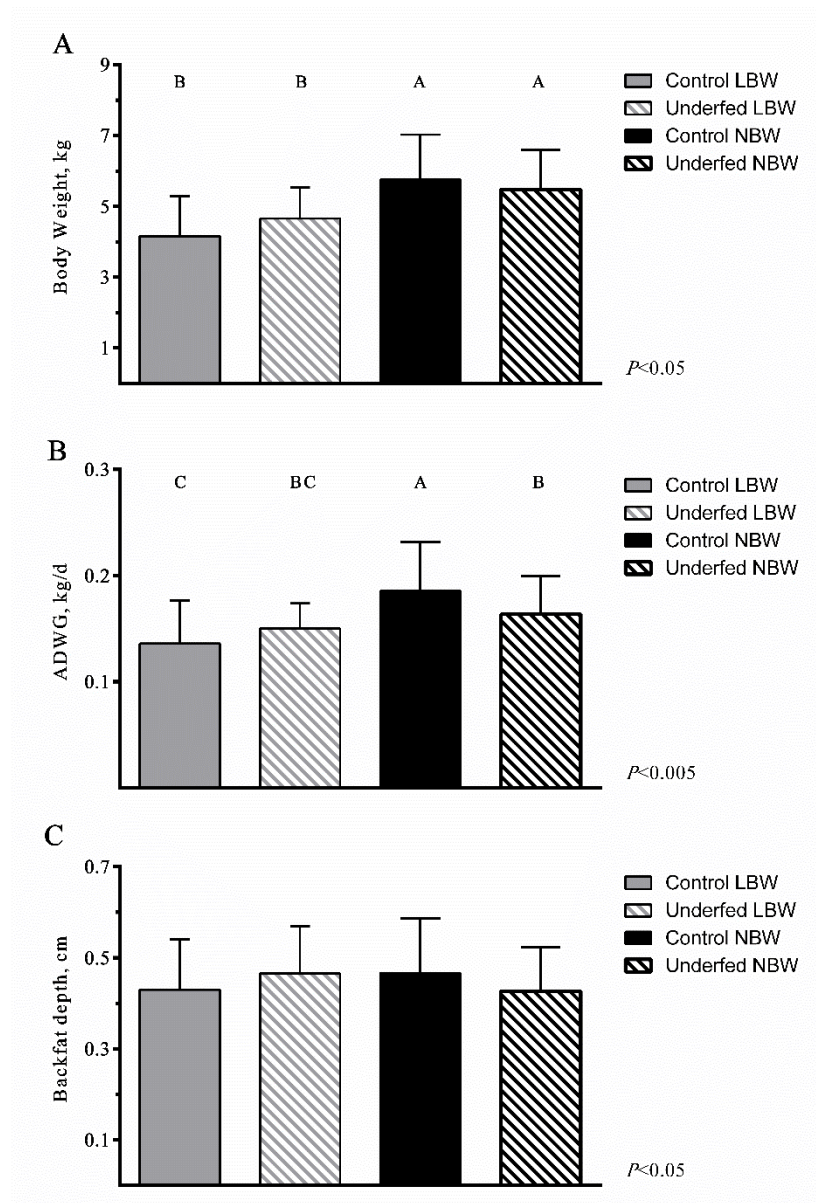 A
9
7
5
3
1
Body Weight, kg
B B A A
Control LBW
Underfed LBW
Control NBW
Underfed NBW
P<0.05
B
0.3
0.2
0.1
ADWG, kg/d
C BC A B
Control LBW
Underfed LBW
Control NBW
Underfed NBW
P<0.005
C
0.7
0.5
0.3
0.1
Backfat depth, cm
Control LBW
Underfed LBW
Control NBW
Underfed NBW
P<0.05